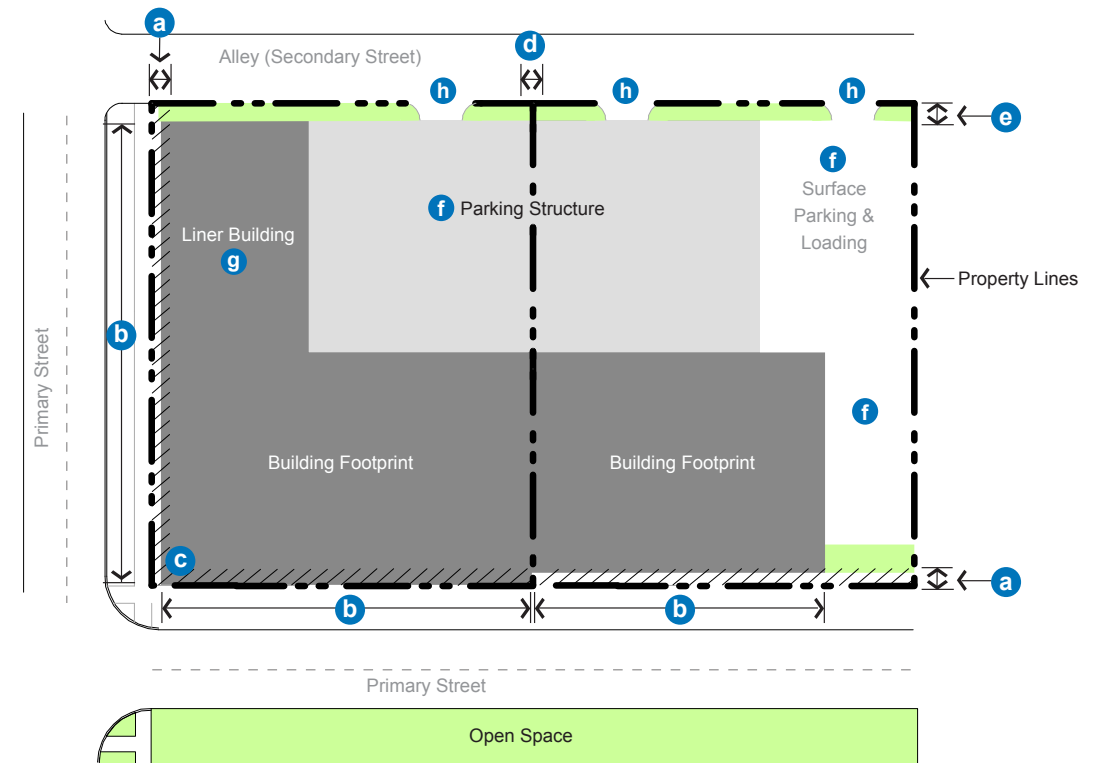 a
Alley (Secondary Street)
d
h
h
h
e
f
Surface
Parking &
Loading
f Parking Structure
Liner Building
g
Property Lines
b
Primary Street
f
Building Footprint
Building Footprint
c
a
b
b
Primary Street
Open Space